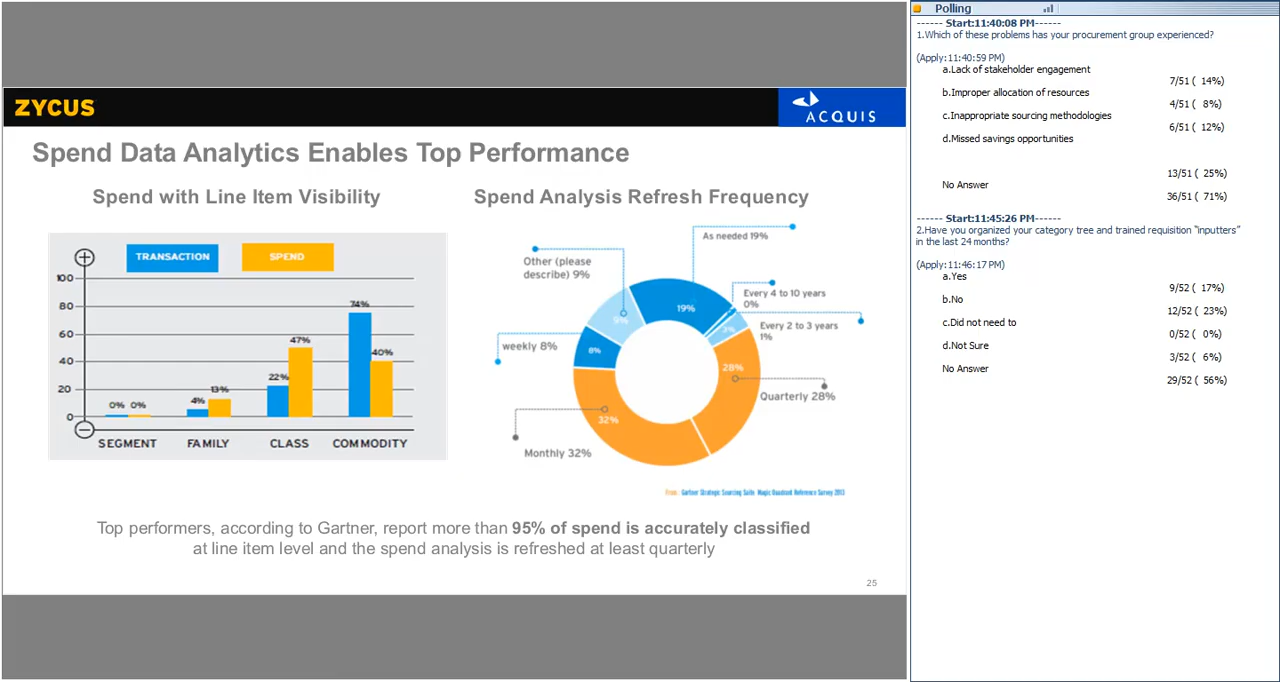 ZYCUS
ACQUIS
Spend Data Analytics Enables Top Performance
Spend with Line Item Visibility
TRANSACTION
SPEND
100
80
60
40
20
0
0% 0%
4%
13%
22%
47%
74%
40%
SEGMENT
FAMILY
CLASS
COMMODITY
Spend Analysis Refresh Frequency
As needed 19%
Other (please
describe) 9%
Every 4 to 10 years
0%
Every 2 to 3 years
1%
weekly 8%
Quarterly 28%
Monthly 32%
19%
9%
8%
28%
32%
From: Gartner Strategic Sourcing Suite Magic Quadrant Reference Survey 2013
Top performers, according to Gartner, report more than 95% of spend is accurately classified
at line item level and the spend analysis is refreshed at least quarterly
25
Polling
------ Start:11:40:08 PM------
1.Which of these problems has your procurement group experienced?
(Apply:11:40:59 PM)
a.Lack of stakeholder engagement
7/51 ( 14%)
b.Improper allocation of resources
4/51 ( 8%)
c.Inappropriate sourcing methodologies
6/51 ( 12%)
d.Missed savings opportunities
13/51 ( 25%)
No Answer
36/51 ( 71%)
------ Start:11:45:26 PM------
2.Have you organized your category tree and trained requisition “inputters”
in the last 24 months?
(Apply:11:46:17 PM)
a.Yes
9/52 ( 17%)
b.No
12/52 ( 23%)
c.Did not need to
0/52 ( 0%)
d.Not Sure
3/52 ( 6%)
No Answer
29/52 ( 56%)